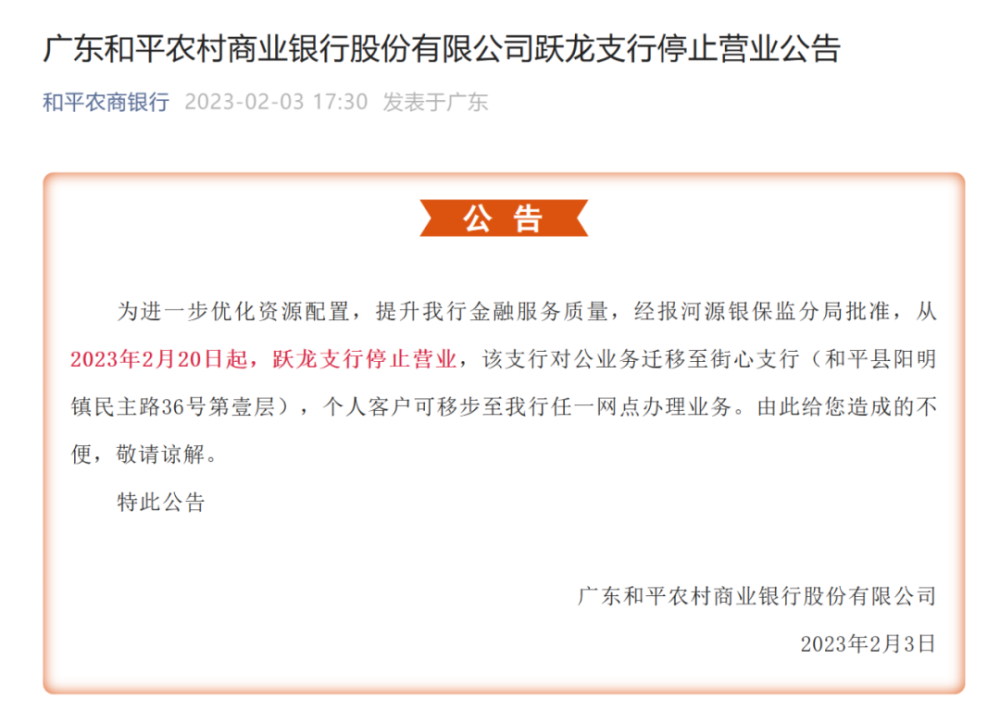 广东和平农村商业银行股份有限公司跃龙支行停止营业公告
和平农商银行 2023-02-03 17:30 发表于广东
公 告
为进一步优化资源配置，提升我行金融服务质量，经报河源银保监分局批准，从
2023年2月20日起，跃龙支行停止营业，该支行对公业务迁移至街心支行（和平县阳明
镇民主路36号第壹层），个人客户可移步至我行任一网点办理业务。由此给您造成的不
便，敬请谅解。
特此公告
广东和平农村商业银行股份有限公司
2023年2月3日